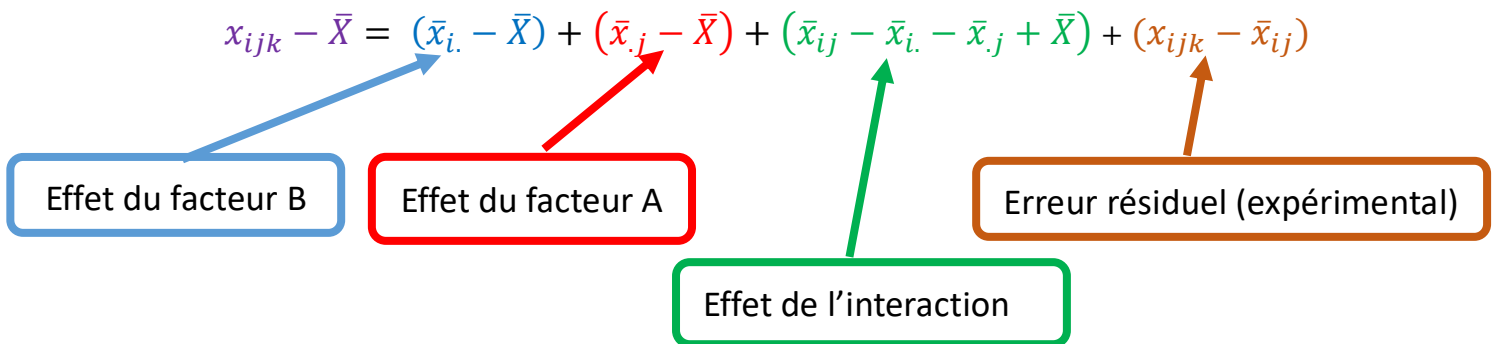 x_{ijk} − X̄ = (x̄_{i.} − X̄) + (x̄_{.j} − X̄) + (x̄_{ij} − x̄_{i.} − x̄_{.j} + X̄) + (x_{ijk} − x̄_{ij})
Effet du facteur B
Effet du facteur A
Erreur résiduel (expérimental)
Effet de l’interaction